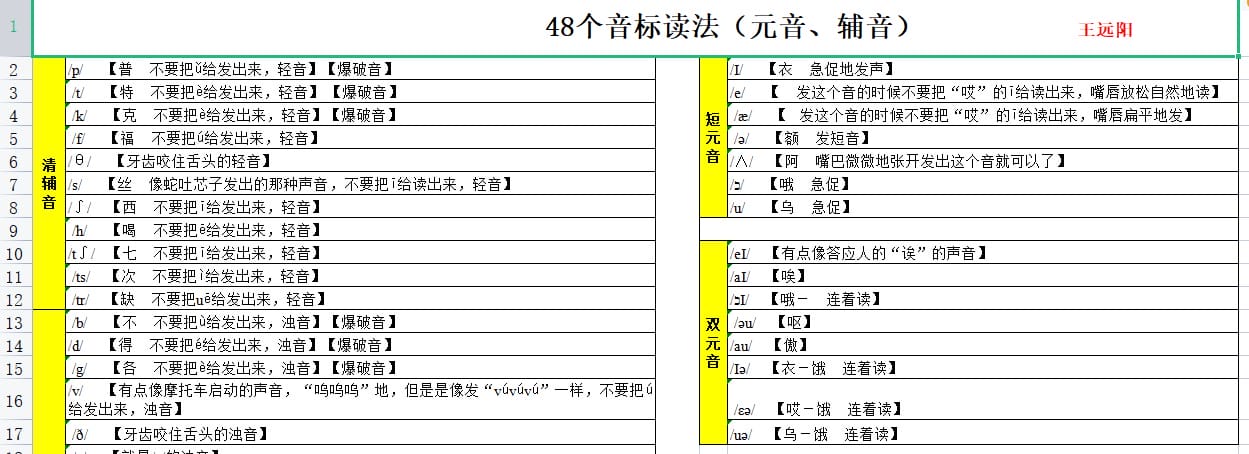 1 48个音标读法（元音、辅音） 王远阳
2 /p/ 【普 不要把ǔ给发出来，轻音】【爆破音】
3 /t/ 【特 不要把è给发出来，轻音】【爆破音】
4 /k/ 【克 不要把è给发出来，轻音】【爆破音】
5 /f/ 【福 不要把ú给发出来，轻音】
6 /θ/ 【牙齿咬住舌头的轻音】
7 /s/ 【丝 像蛇吐芯子发出的那种声音，不要把ī给读出来，轻音】
8 /ʃ/ 【西 不要把ī给发出来，轻音】
9 /h/ 【喝 不要把ē给发出来，轻音】
10 /tʃ/ 【七 不要把ī给发出来，轻音】
11 /ts/ 【次 不要把ì给发出来，轻音】
12 /tr/ 【缺 不要把uē给发出来，轻音】
13 /b/ 【不 不要把ù给发出来，浊音】【爆破音】
14 /d/ 【得 不要把é给发出来，浊音】【爆破音】
15 /g/ 【各 不要把è给发出来，浊音】【爆破音】
16 /v/ 【有点像摩托车启动的声音，“呜呜呜”地，但是是像发“vúvúvú”一样，不要把ú
给发出来，浊音】
17 /ð/ 【牙齿咬住舌头的浊音】
清辅音
短元音
/I/ 【衣 急促地发声】
/e/ 【 发这个音的时候不要把“哎”的ī给读出来，嘴唇放松自然地读】
/æ/ 【 发这个音的时候不要把“哎”的ī给读出来，嘴唇扁平地发】
/ə/ 【额 发短音】
/∧/ 【阿 嘴巴微微地张开发出这个音就可以了】
/ɔ/ 【哦 急促】
/u/ 【乌 急促】
双元音
/eI/ 【有点像答应人的“诶”的声音】
/aI/ 【唉】
/ɔI/ 【哦－ 连着读】
/əu/ 【呕】
/au/ 【傲】
/Iə/ 【衣－饿 连着读】
/εə/ 【哎－饿 连着读】
/uə/ 【乌－饿 连着读】